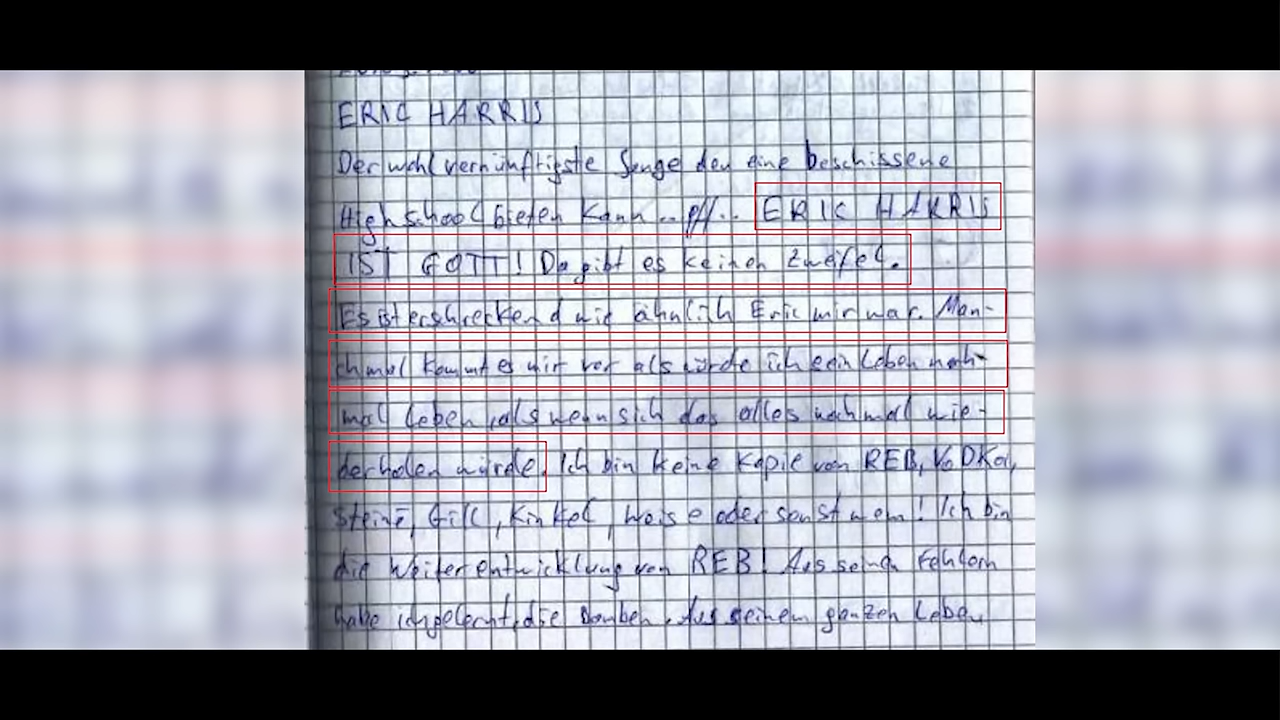 ERIC HARRIS
Der wohl vernünftigste Junge den eine beschissene
Highschool bieten kann.. pff.. ERIC HARRIS
IST GOTT! Da gibt es keinen Zweifel.
Es ist erschreckend wie ähnlich Eric mir war. Man-
chmal kommt es mir vor als würde ich sein Leben noch-
mal leben, als wenn sich das alles nochmal wie-
derholen würde. Ich bin keine Kopie von REB, VoDKa,
Steini, Gill, Kinkel, Weise oder sonst wem! Ich bin
die Weiterentwicklung von REB! Aus seinen Fehlern
habe ich gelernt, die Bomben. Aus seinem ganzen Leben